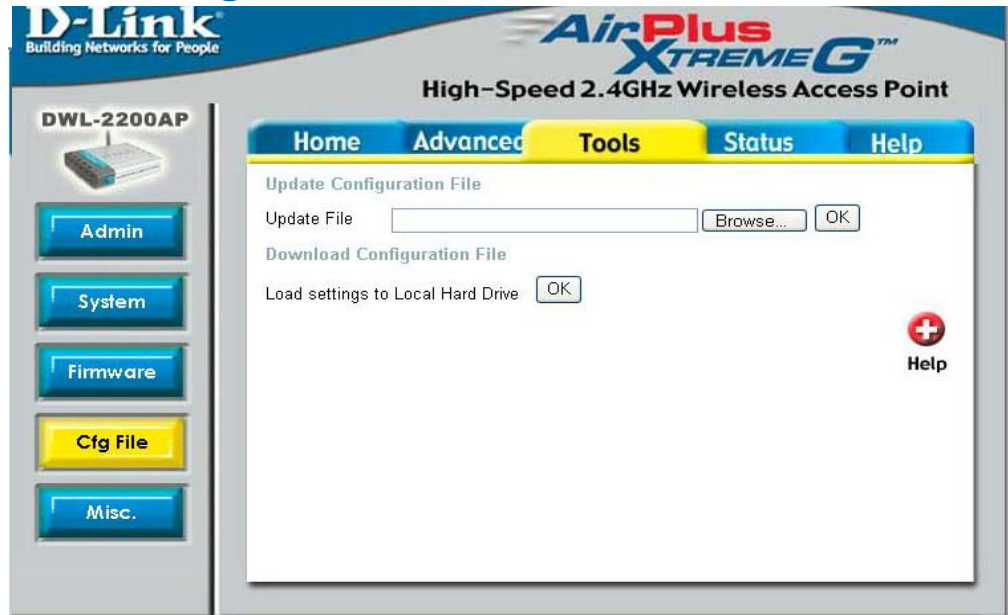 D-Link
Building Networks for People
AirPlus
XTREME G™
High-Speed 2.4GHz Wireless Access Point
DWL-2200AP
Home Advanced Tools Status Help
Update Configuration File
Update File Browse... OK
Download Configuration File
Load settings to Local Hard Drive OK
Help
Admin
System
Firmware
Cfg File
Misc.